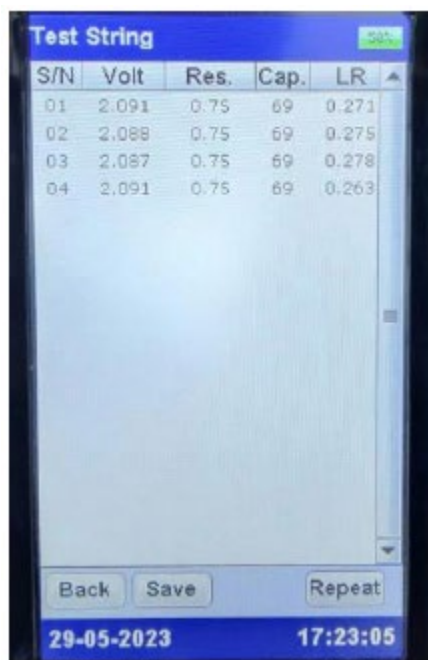 Test String
S/N Volt Res. Cap. LR
01 2.091 0.75 69 0.271
02 2.088 0.75 69 0.275
03 2.087 0.75 69 0.278
04 2.091 0.75 69 0.263
Back Save Repeat
29-05-2023 17:23:05